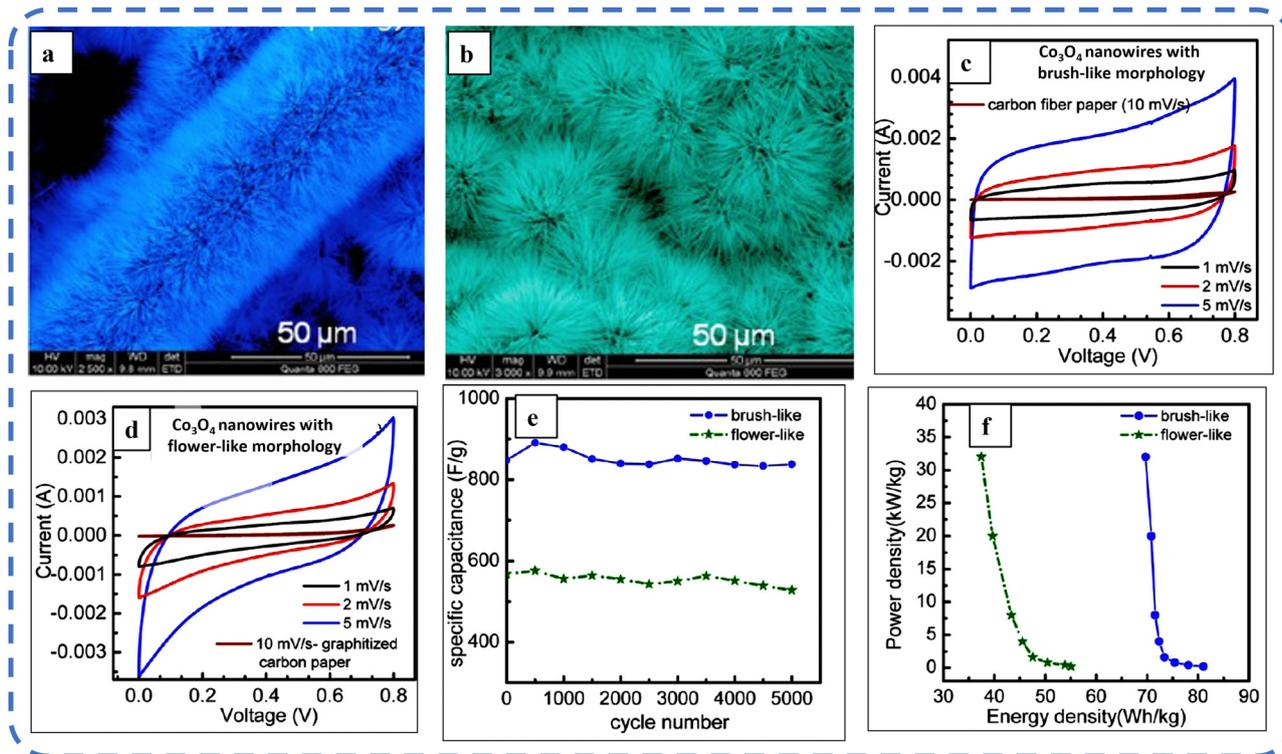 a
50 µm
HV mag WD det
10.00 kV 2 500 x 9.8 mm ETD
50 µm
Quanta 600 FEG
b
50 µm
HV mag WD det
10.00 kV 3 000 x 9.9 mm ETD
50 µm
Quanta 600 FEG
c
Co₃O₄ nanowires with
brush-like morphology
carbon fiber paper (10 mV/s)
0.004
0.002
0.000
-0.002
Current (A)
1 mV/s
2 mV/s
5 mV/s
0.0 0.2 0.4 0.6 0.8
Voltage (V)
d
Co₃O₄ nanowires with
flower-like morphology
0.003
0.002
0.001
0.000
-0.001
-0.002
-0.003
Current (A)
1 mV/s
2 mV/s
5 mV/s
10 mV/s- graphitized
carbon paper
0.0 0.2 0.4 0.6 0.8
Voltage (V)
e
brush-like
flower-like
1000
800
600
400
specific capacitance (F/g)
0 1000 2000 3000 4000 5000
cycle number
f
brush-like
flower-like
40
35
30
25
20
15
10
5
0
Power density(kW/kg)
30 40 50 60 70 80 90
Energy density(Wh/kg)